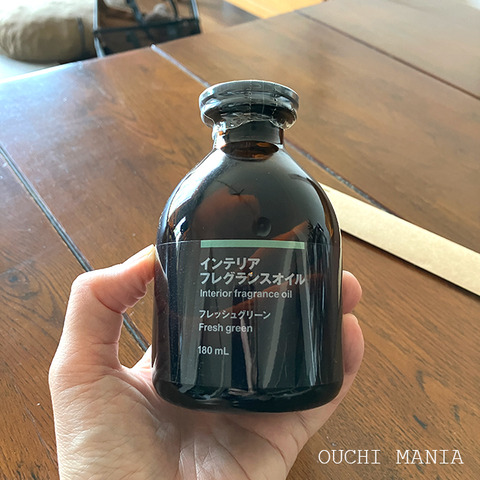 インテリア
フレグランスオイル
Interior fragrance oil
フレッシュグリーン
Fresh green
180 mL
OUCHI MANIA